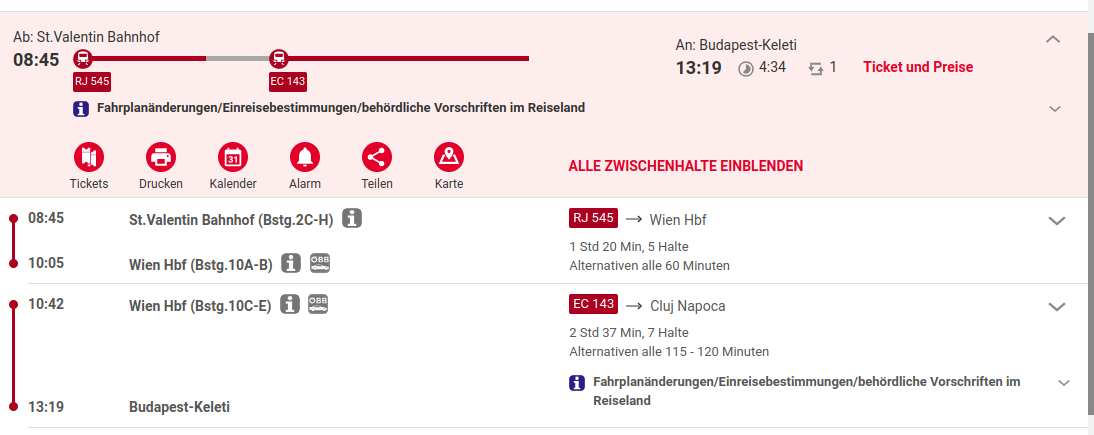 Ab: St.Valentin Bahnhof
08:45
RJ 545
EC 143
An: Budapest-Keleti
13:19 4:34 1 Ticket und Preise
Fahrplanänderungen/Einreisebestimmungen/behördliche Vorschriften im Reiseland
31
Tickets Drucken Kalender Alarm Teilen Karte
ALLE ZWISCHENHALTE EINBLENDEN
08:45 St.Valentin Bahnhof (Bstg.2C-H)
RJ 545 → Wien Hbf
1 Std 20 Min, 5 Halte
Alternativen alle 60 Minuten
10:05 Wien Hbf (Bstg.10A-B) ÖBB
10:42 Wien Hbf (Bstg.10C-E) ÖBB
EC 143 → Cluj Napoca
2 Std 37 Min, 7 Halte
Alternativen alle 115 - 120 Minuten
Fahrplanänderungen/Einreisebestimmungen/behördliche Vorschriften im
Reiseland
13:19 Budapest-Keleti